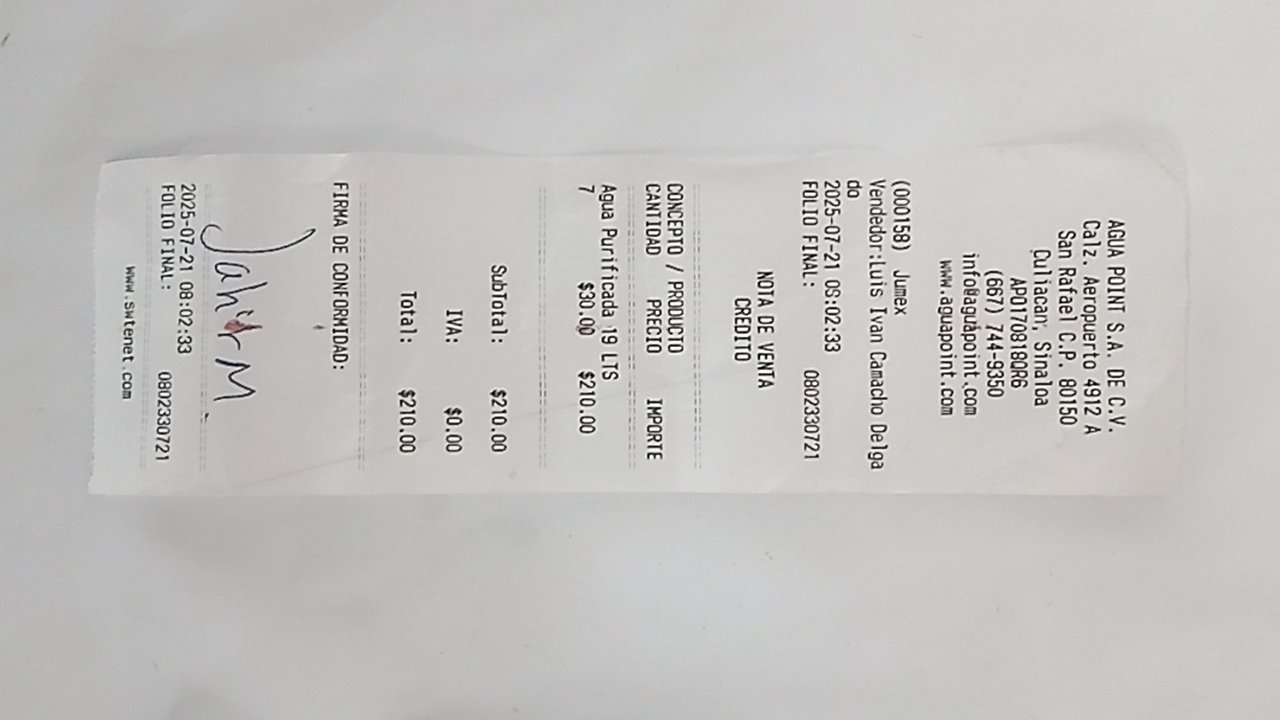 AGUA POINT S.A. DE C.V.
Calz. Aeropuerto 4912 A
San Rafael C.P. 80150
Culiacan, Sinaloa
APO170818QR6
(667) 744-9350
info@aguapoint.com
www.aguapoint.com
(000158) Jumex
Vendedor:Luis Ivan Camacho Delga
do
2025-07-21 08:02:33
FOLIO FINAL: 0802330721
NOTA DE VENTA
CREDITO
CONCEPTO / PRODUCTO
CANTIDAD PRECIO IMPORTE
Agua Purificada 19 LTS
7 $30.00 $210.00
SubTotal: $210.00
IVA: $0.00
Total: $210.00
FIRMA DE CONFORMIDAD:
Jahir M
2025-07-21 08:02:33
FOLIO FINAL: 0802330721
www.swtenet.com